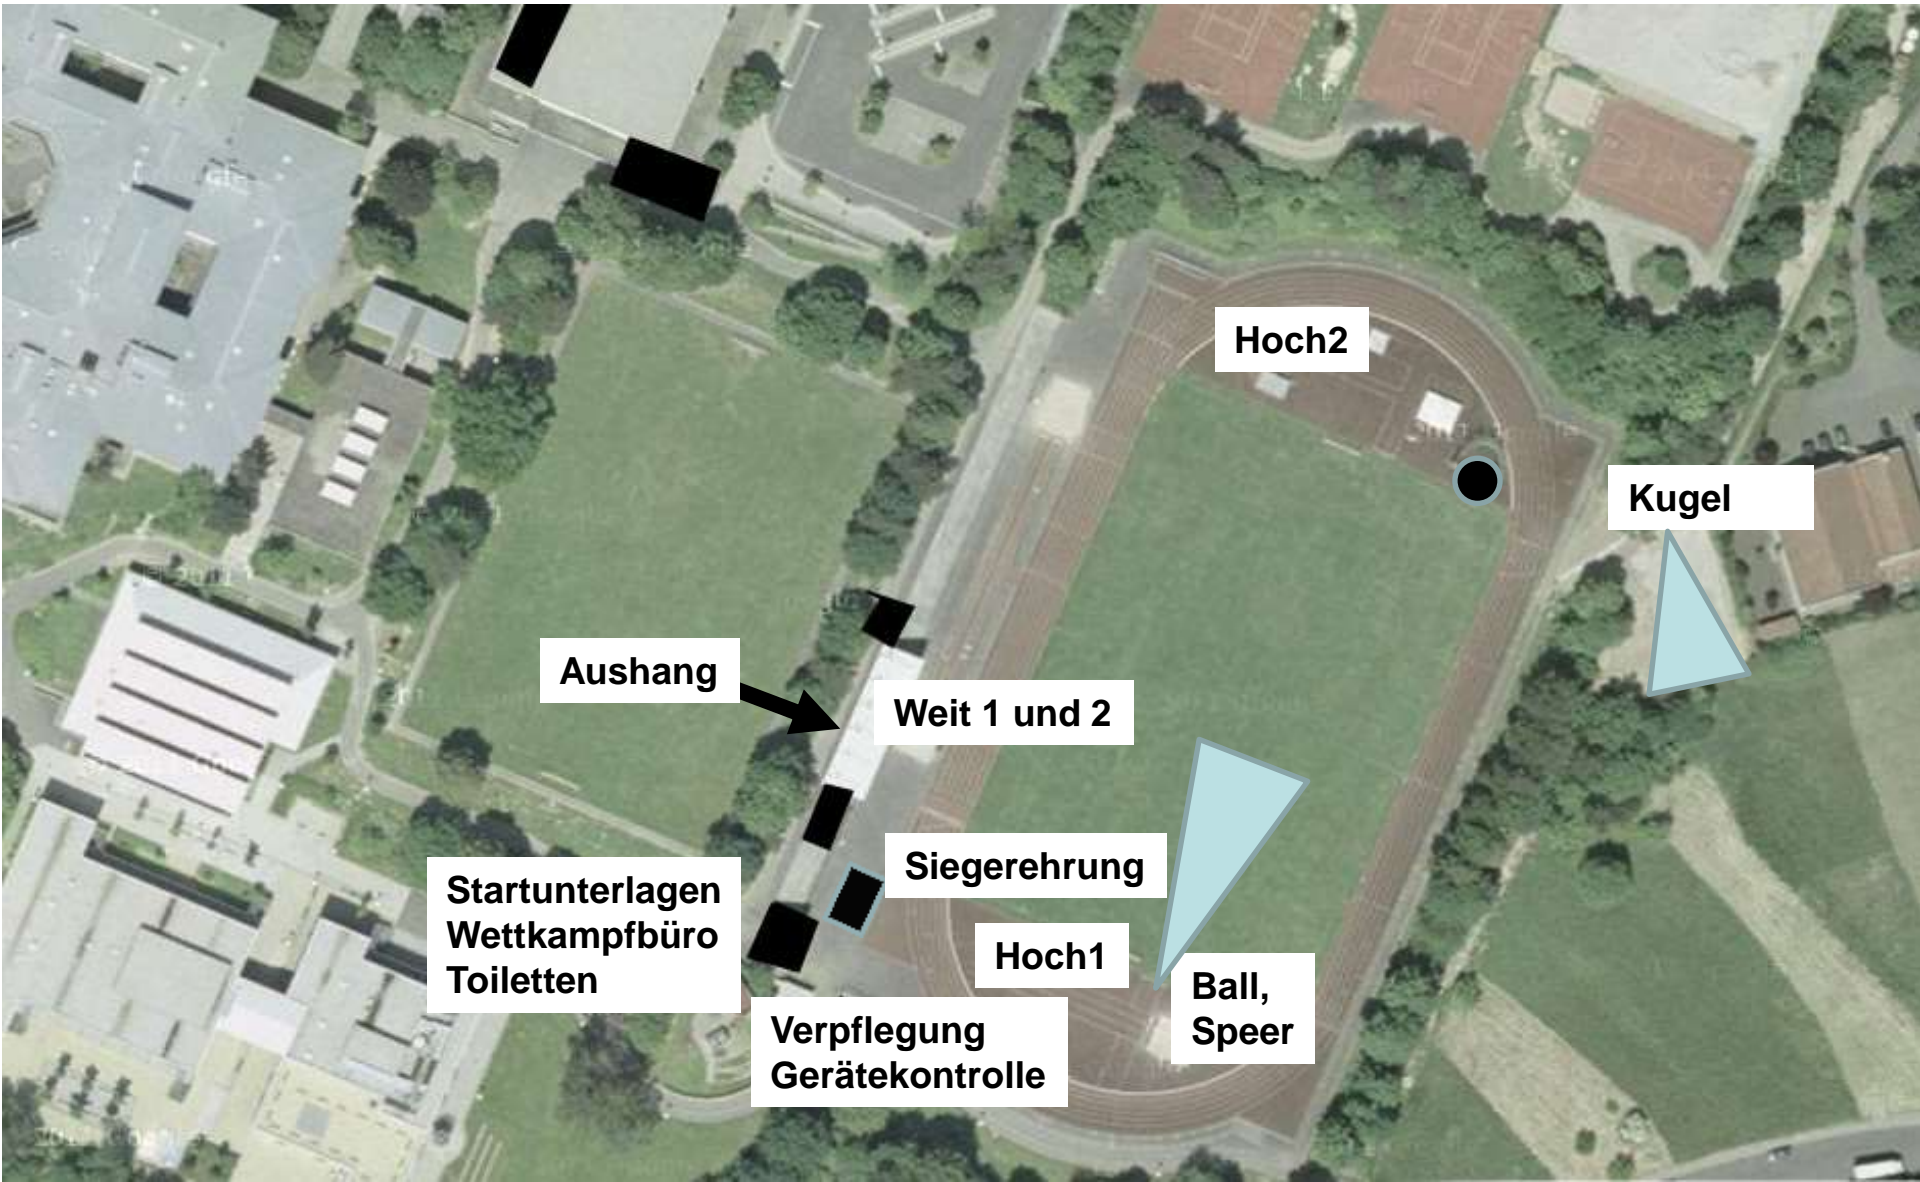 Hoch2
Kugel
Aushang
Weit 1 und 2
Siegerehrung
Startunterlagen
Wettkampfbüro
Toiletten
Hoch1
Ball,
Speer
Verpflegung
Gerätekontrolle